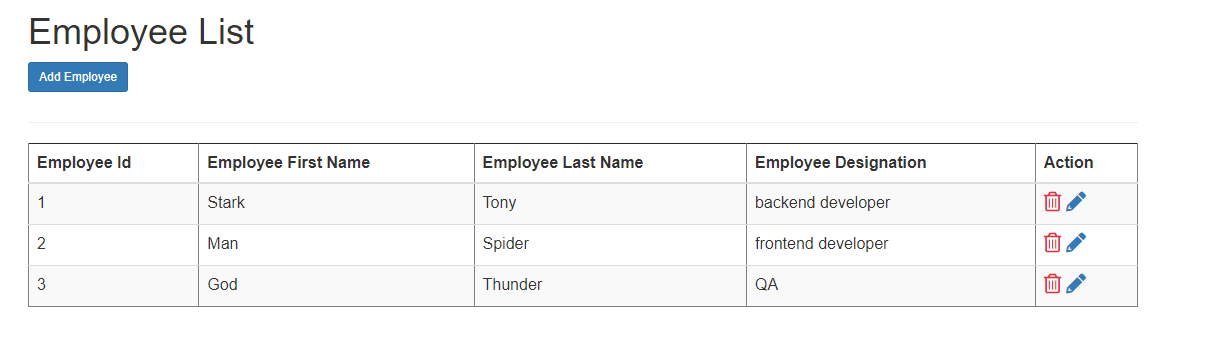 Employee List
Add Employee
Employee Id Employee First Name Employee Last Name Employee Designation Action
1 Stark Tony backend developer
2 Man Spider frontend developer
3 God Thunder QA